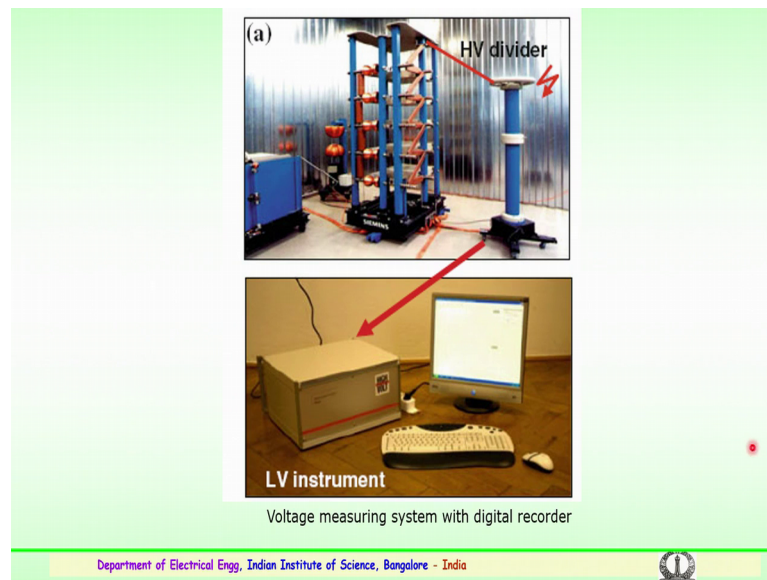 (a)
HV divider
SIEMENS
LV instrument
Voltage measuring system with digital recorder
Department of Electrical Engg, Indian Institute of Science, Bangalore - India